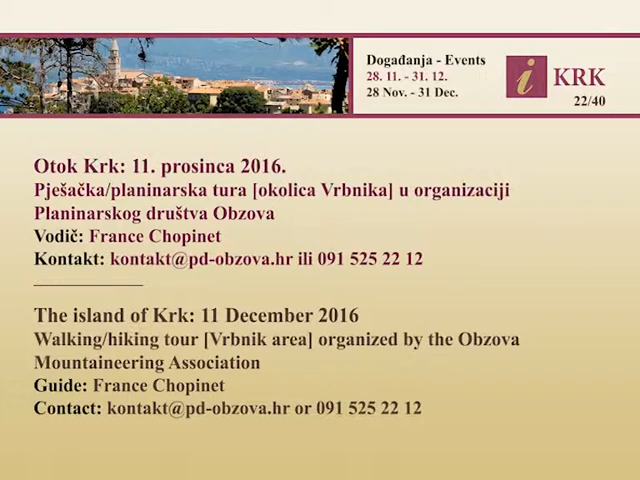 Događanja - Events
28. 11. - 31. 12.
28 Nov. - 31 Dec.
i KRK
22/40
Otok Krk: 11. prosinca 2016.
Pješačka/planinarska tura [okolica Vrbnika] u organizaciji
Planinarskog društva Obzova
Vodič: France Chopinet
Kontakt: kontakt@pd-obzova.hr ili 091 525 22 12
The island of Krk: 11 December 2016
Walking/hiking tour [Vrbnik area] organized by the Obzova
Mountaineering Association
Guide: France Chopinet
Contact: kontakt@pd-obzova.hr or 091 525 22 12